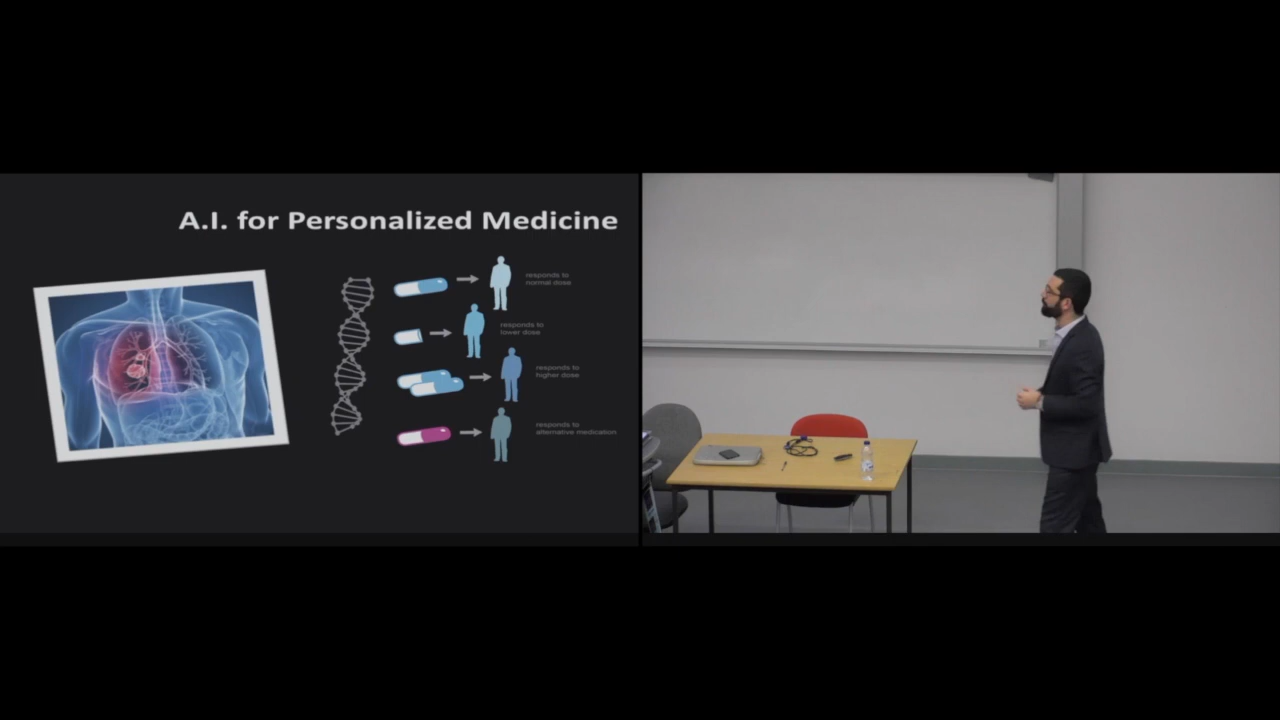 A.I. for Personalized Medicine
responds to
normal dose
responds to
lower dose
responds to
higher dose
responds to
alternative medication